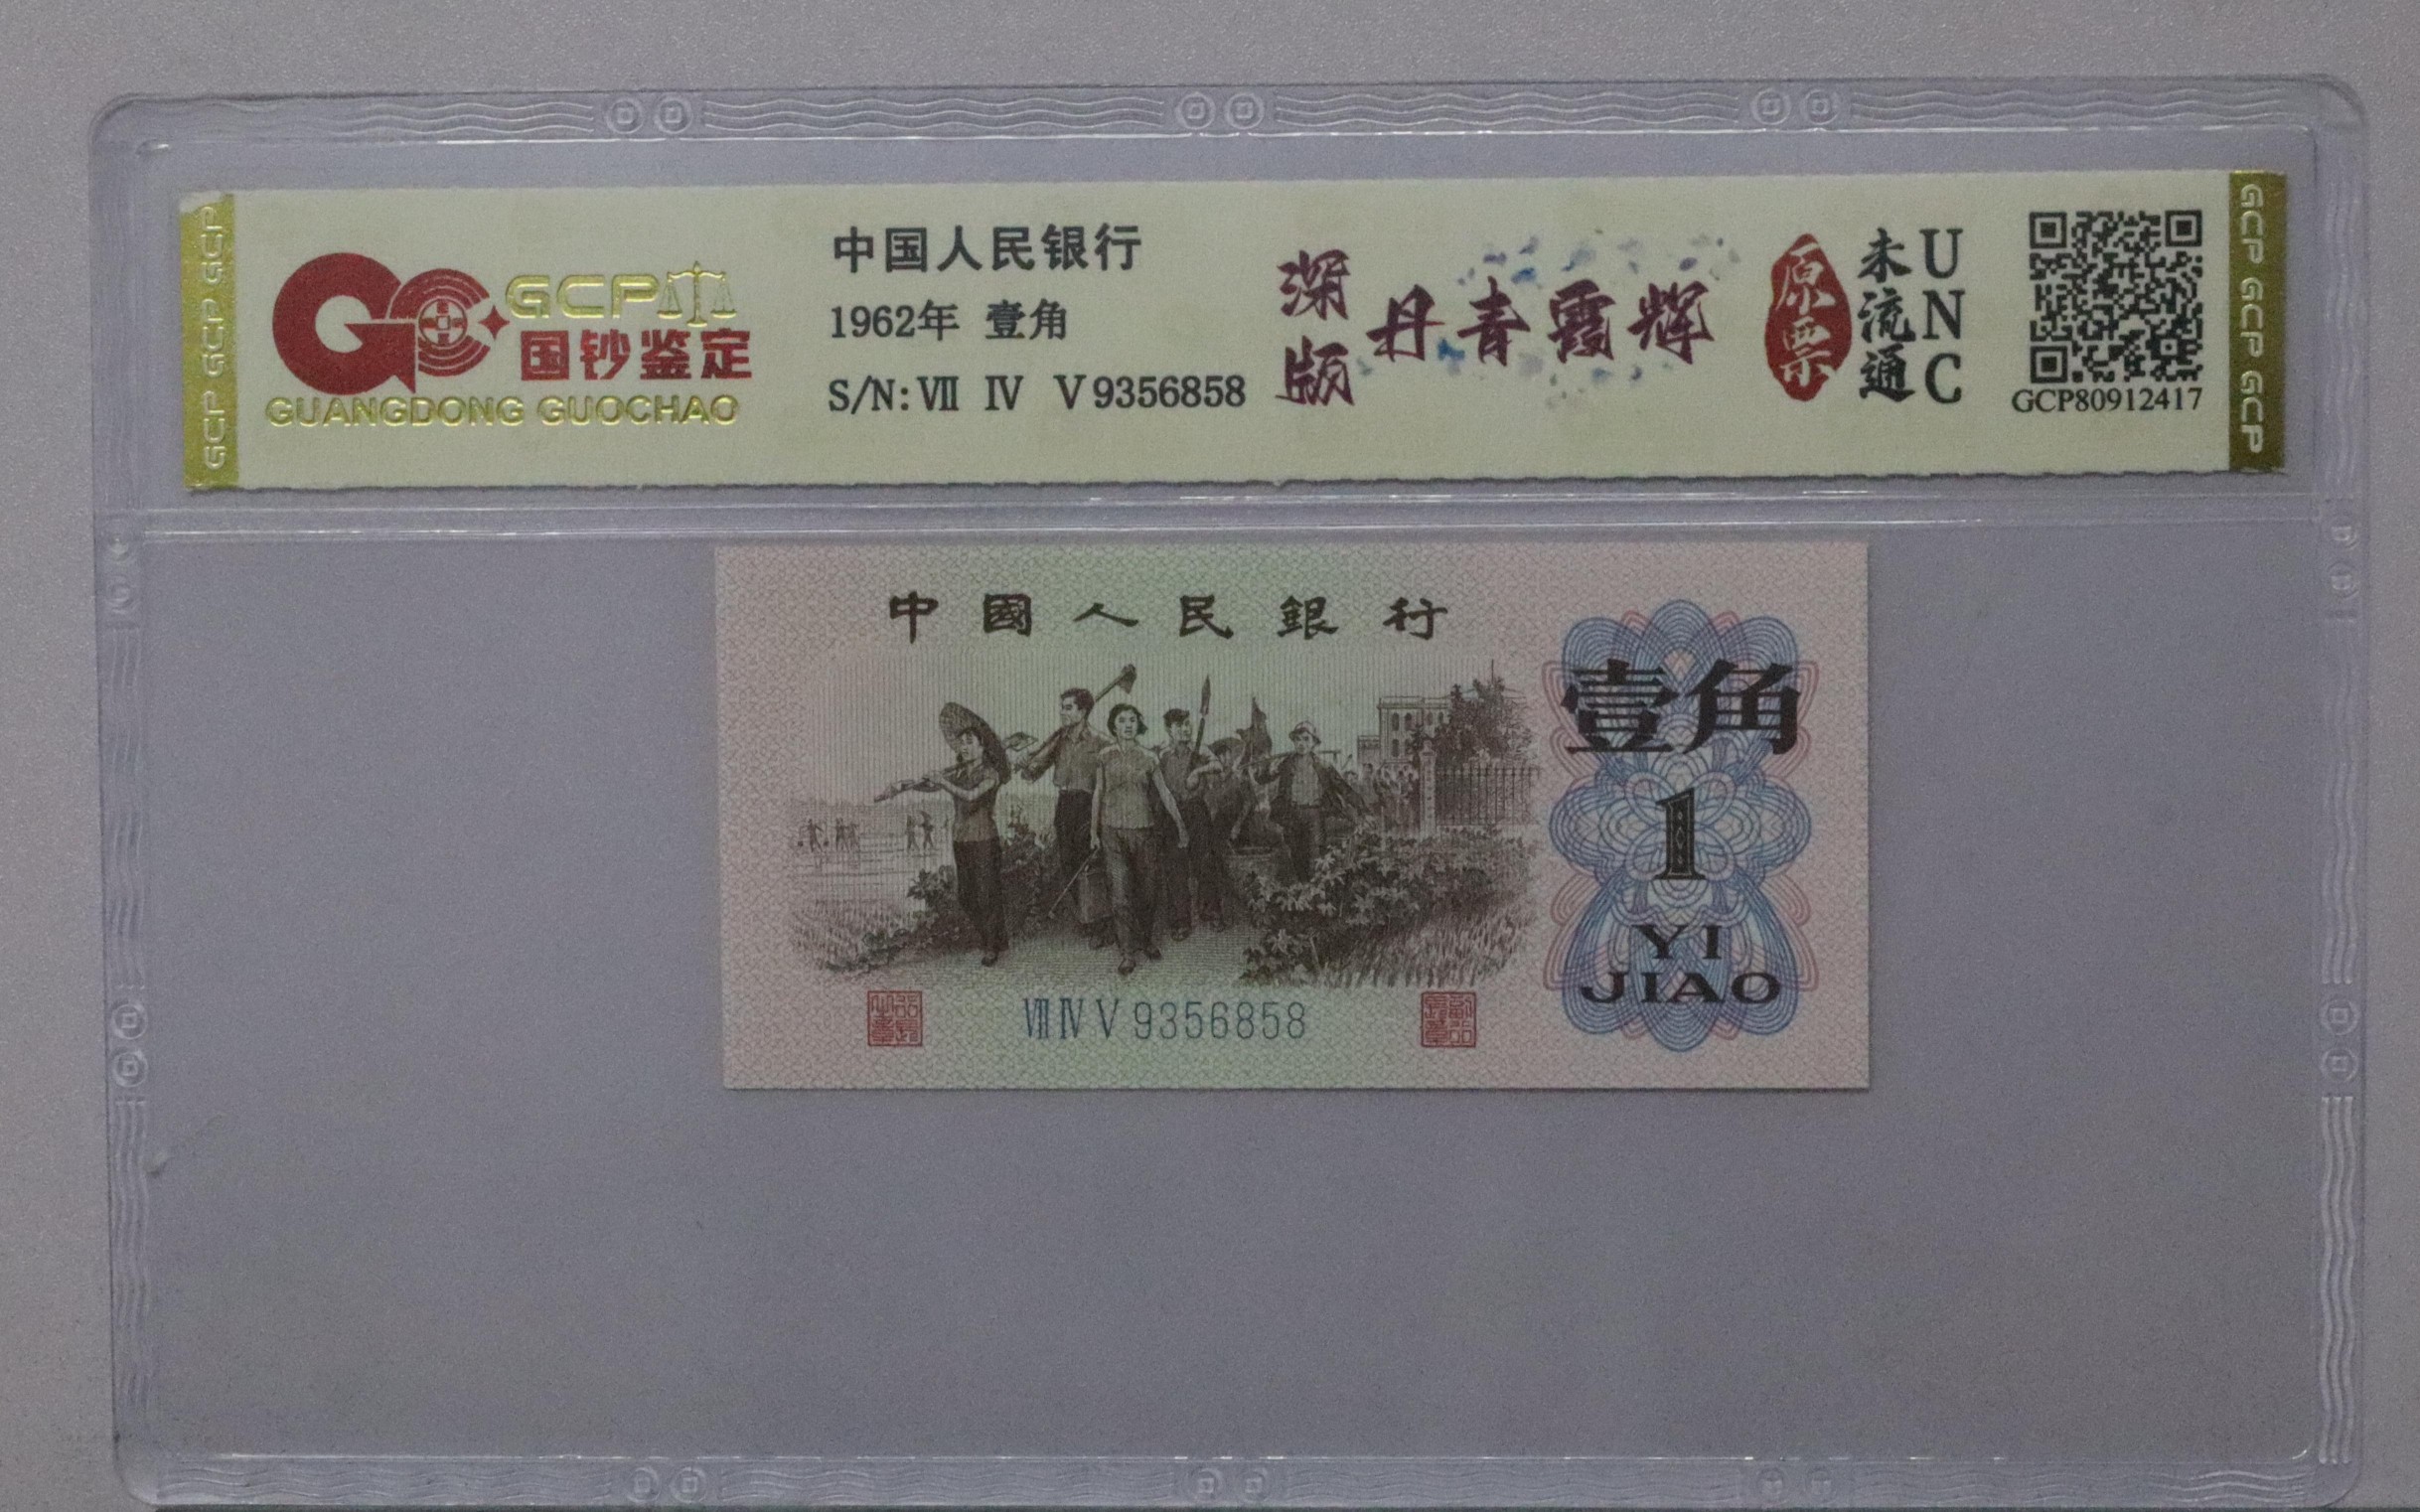 GCP GCP GCP
GCP
国钞鉴定
GUANGDONG GUOCHAO
中国人民银行
1962年 壹角
S/N: Ⅶ Ⅳ Ⅴ 9356858
深版
丹青霞辉
原票
未流通
UNC
GCP80912417
GCP GCP GCP
中國人民銀行
壹角
1
YI
JIAO
Ⅷ Ⅳ Ⅴ 9356858